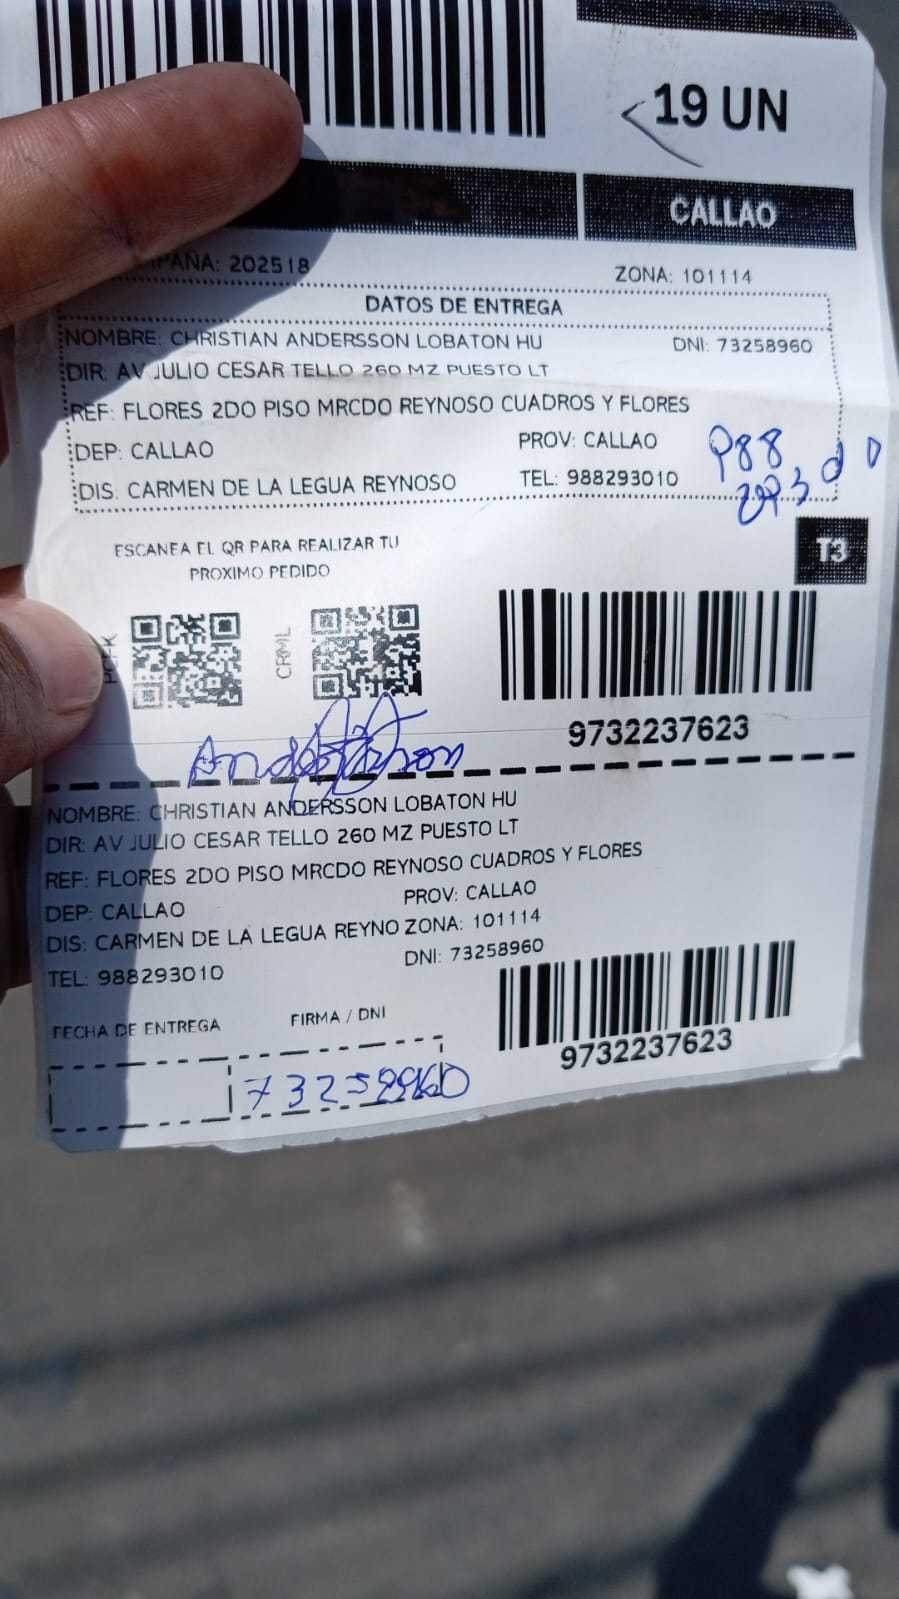 19 UN
CALLAO
PAÑA: 202518
ZONA: 101114
DATOS DE ENTREGA
NOMBRE: CHRISTIAN ANDERSSON LOBATON HU
DNI: 73258960
DIR: AV JULIO CESAR TELLO 260 MZ PUESTO LT
REF: FLORES 2DO PISO MRCDO REYNOSO CUADROS Y FLORES
DEP: CALLAO
PROV: CALLAO
DIS: CARMEN DE LA LEGUA REYNOSO
TEL: 988293010
T3
ESCANEA EL QR PARA REALIZAR TU
PROXIMO PEDIDO
CRML
9732237623
NOMBRE: CHRISTIAN ANDERSSON LOBATON HU
DIR: AV JULIO CESAR TELLO 260 MZ PUESTO LT
REF: FLORES 2DO PISO MRCDO REYNOSO CUADROS Y FLORES
DEP: CALLAO
PROV: CALLAO
DIS: CARMEN DE LA LEGUA REYNO
ZONA: 101114
TEL: 988293010
DNI: 73258960
FECHA DE ENTREGA
FIRMA / DNI
9732237623